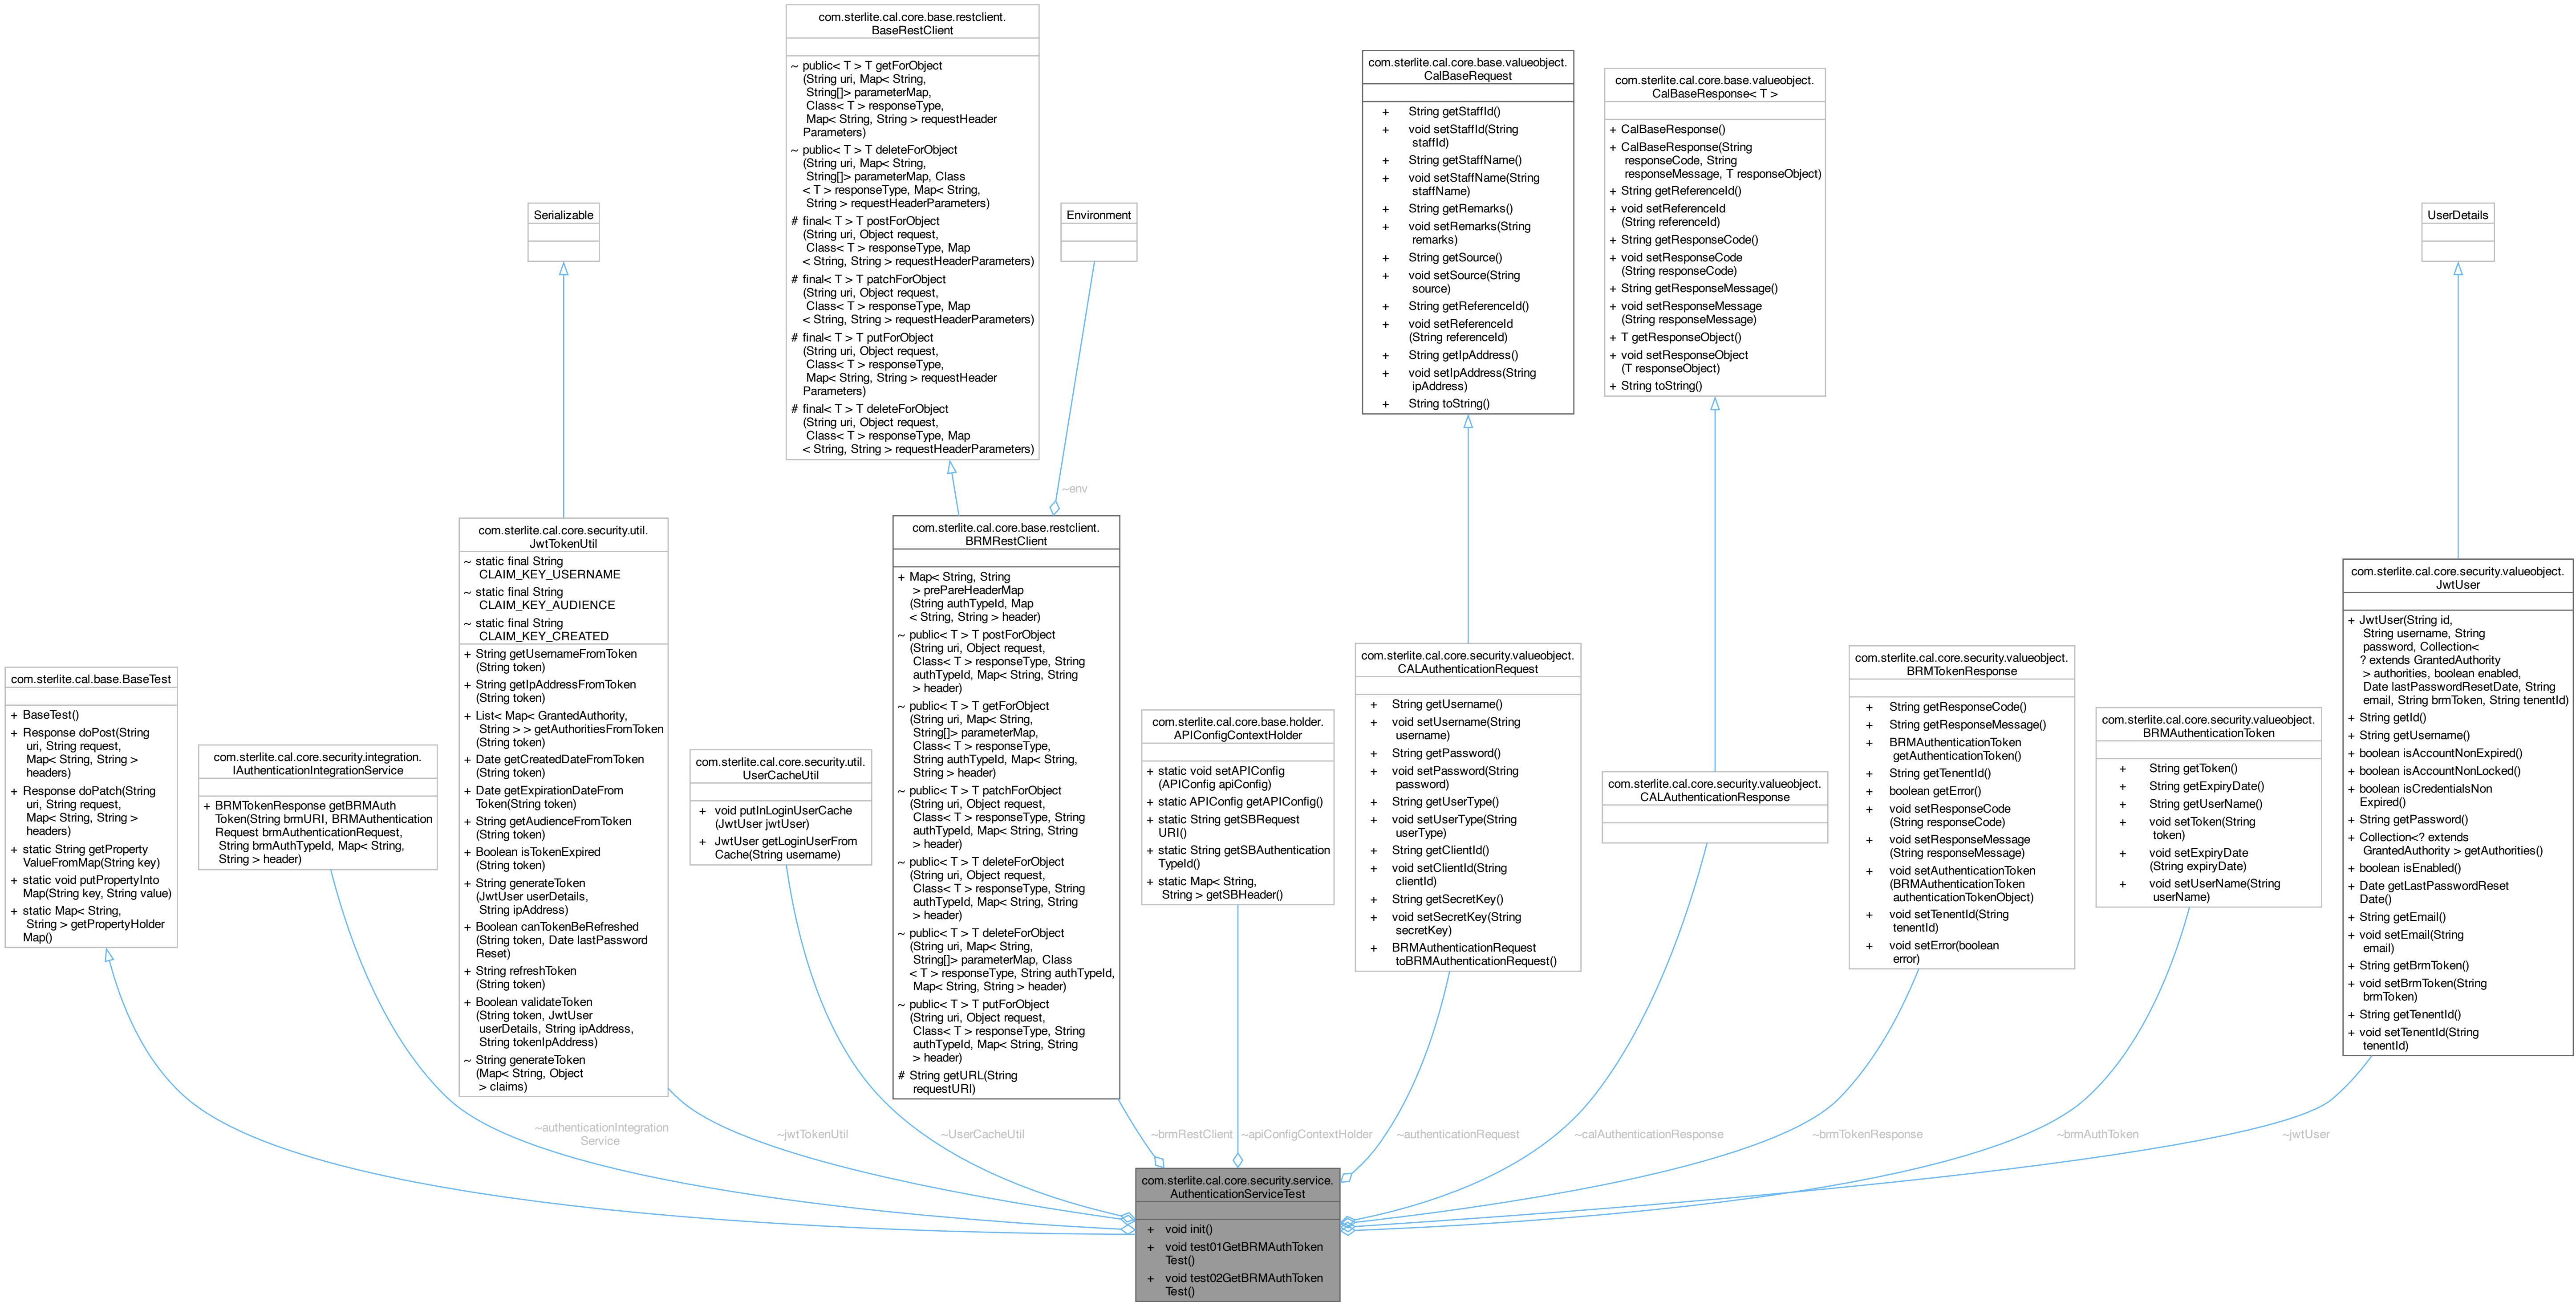 com.sterlite.cal.core.base.restclient.
BaseRestClient
~ public< T > T getForObject
(String uri, Map< String,
String[]> parameterMap,
Class< T > responseType,
Map< String, String > requestHeader
Parameters)
~ public< T > T deleteForObject
(String uri, Map< String,
String[]> parameterMap, Class
< T > responseType, Map< String,
String > requestHeaderParameters)
# final< T > T postForObject
(String uri, Object request,
Class< T > responseType, Map
< String, String > requestHeaderParameters)
# final< T > T patchForObject
(String uri, Object request,
Class< T > responseType, Map
< String, String > requestHeaderParameters)
# final< T > T putForObject
(String uri, Object request,
Class< T > responseType,
Map< String, String > requestHeader
Parameters)
# final< T > T deleteForObject
(String uri, Object request,
Class< T > responseType, Map
< String, String > requestHeaderParameters)
com.sterlite.cal.core.base.valueobject.
CalBaseRequest
+ String getStaffId()
+ void setStaffId(String
staffId)
+ String getStaffName()
+ void setStaffName(String
staffName)
+ String getRemarks()
+ void setRemarks(String
remarks)
+ String getSource()
+ void setSource(String
source)
+ String getReferenceId()
+ void setReferenceId
(String referenceId)
+ String getIpAddress()
+ void setIpAddress(String
ipAddress)
+ String toString()
com.sterlite.cal.core.base.valueobject.
CalBaseResponse< T >
+ CalBaseResponse()
+ CalBaseResponse(String
responseCode, String
responseMessage, T responseObject)
+ String getReferenceId()
+ void setReferenceId
(String referenceId)
+ String getResponseCode()
+ void setResponseCode
(String responseCode)
+ String getResponseMessage()
+ void setResponseMessage
(String responseMessage)
+ T getResponseObject()
+ void setResponseObject
(T responseObject)
+ String toString()
Serializable
Environment
UserDetails
~env
com.sterlite.cal.base.BaseTest
+ BaseTest()
+ Response doPost(String
uri, String request,
Map< String, String >
headers)
+ Response doPatch(String
uri, String request,
Map< String, String >
headers)
+ static String getProperty
ValueFromMap(String key)
+ static void putPropertyInto
Map(String key, String value)
+ static Map< String,
String > getPropertyHolder
Map()
com.sterlite.cal.core.security.integration.
IAuthenticationIntegrationService
+ BRMTokenResponse getBRMAuth
Token(String brmURI, BRMAuthentication
Request brmAuthenticationRequest,
String brmAuthTypeId, Map< String,
String > header)
com.sterlite.cal.core.security.util.
JwtTokenUtil
~ static final String
CLAIM_KEY_USERNAME
~ static final String
CLAIM_KEY_AUDIENCE
~ static final String
CLAIM_KEY_CREATED
+ String getUsernameFromToken
(String token)
+ String getIpAddressFromToken
(String token)
+ List< Map< GrantedAuthority,
String > > getAuthoritiesFromToken
(String token)
+ Date getCreatedDateFromToken
(String token)
+ Date getExpirationDateFrom
Token(String token)
+ String getAudienceFromToken
(String token)
+ Boolean isTokenExpired
(String token)
+ String generateToken
(JwtUser userDetails,
String ipAddress)
+ Boolean canTokenBeRefreshed
(String token, Date lastPassword
Reset)
+ String refreshToken
(String token)
+ Boolean validateToken
(String token, JwtUser
userDetails, String ipAddress,
String tokenIpAddress)
~ String generateToken
(Map< String, Object
> claims)
com.sterlite.cal.core.security.util.
UserCacheUtil
+ void putInLoginUserCache
(JwtUser jwtUser)
+ JwtUser getLoginUserFrom
Cache(String username)
com.sterlite.cal.core.base.restclient.
BRMRestClient
+ Map< String, String
> prePareHeaderMap
(String authTypeId, Map
< String, String > header)
~ public< T > T postForObject
(String uri, Object request,
Class< T > responseType, String
authTypeId, Map< String, String
> header)
~ public< T > T getForObject
(String uri, Map< String,
String[]> parameterMap,
Class< T > responseType,
String authTypeId, Map< String,
String > header)
~ public< T > T patchForObject
(String uri, Object request,
Class< T > responseType, String
authTypeId, Map< String, String
> header)
~ public< T > T deleteForObject
(String uri, Object request,
Class< T > responseType, String
authTypeId, Map< String, String
> header)
~ public< T > T deleteForObject
(String uri, Map< String,
String[]> parameterMap, Class
< T > responseType, String authTypeId,
Map< String, String > header)
~ public< T > T putForObject
(String uri, Object request,
Class< T > responseType, String
authTypeId, Map< String, String
> header)
# String getURL(String
requestURI)
com.sterlite.cal.core.base.holder.
APIConfigContextHolder
+ static void setAPIConfig
(APIConfig apiConfig)
+ static APIConfig getAPIConfig()
+ static String getSBRequest
URI()
+ static String getSBAuthentication
TypeId()
+ static Map< String,
String > getSBHeader()
com.sterlite.cal.core.security.valueobject.
CALAuthenticationRequest
+ String getUsername()
+ void setUsername(String
username)
+ String getPassword()
+ void setPassword(String
password)
+ String getUserType()
+ void setUserType(String
userType)
+ String getClientId()
+ void setClientId(String
clientId)
+ String getSecretKey()
+ void setSecretKey(String
secretKey)
+ BRMAuthenticationRequest
toBRMAuthenticationRequest()
com.sterlite.cal.core.security.valueobject.
CALAuthenticationResponse
com.sterlite.cal.core.security.valueobject.
BRMTokenResponse
+ String getResponseCode()
+ String getResponseMessage()
+ BRMAuthenticationToken
getAuthenticationToken()
+ String getTenantId()
+ boolean getError()
+ void setResponseCode
(String responseCode)
+ void setResponseMessage
(String responseMessage)
+ void setAuthenticationToken
(BRMAuthenticationToken
authenticationTokenObject)
+ void setTenantId(String
tenantId)
+ void setError(boolean
error)
com.sterlite.cal.core.security.valueobject.
BRMAuthenticationToken
+ String getToken()
+ String getExpiryDate()
+ String getUserName()
+ void setToken(String
token)
+ void setExpiryDate
(String expiryDate)
+ void setUserName(String
userName)
com.sterlite.cal.core.security.valueobject.
JwtUser
+ JwtUser(String id,
String username, String
password, Collection<
? extends GrantedAuthority
> authorities, boolean enabled,
Date lastPasswordResetDate, String
email, String brmToken, String tenentId)
+ String getId()
+ String getUsername()
+ boolean isAccountNonExpired()
+ boolean isAccountNonLocked()
+ boolean isCredentialsNon
Expired()
+ String getPassword()
+ Collection<? extends
GrantedAuthority > getAuthorities()
+ boolean isEnabled()
+ Date getLastPasswordReset
Date()
+ String getEmail()
+ void setEmail(String
email)
+ String getBrmToken()
+ void setBrmToken(String
brmToken)
+ String getTenentId()
+ void setTenentId(String
tenentId)
~authenticationIntegration
Service
~jwtTokenUtil
~UserCacheUtil
~brmRestClient
~apiConfigContextHolder
~authenticationRequest
~calAuthenticationResponse
~brmTokenResponse
~brmAuthToken
~jwtUser
com.sterlite.cal.core.security.service.
AuthenticationServiceTest
+ void init()
+ void test01GetBRMAuthToken
Test()
+ void test02GetBRMAuthToken
Test()